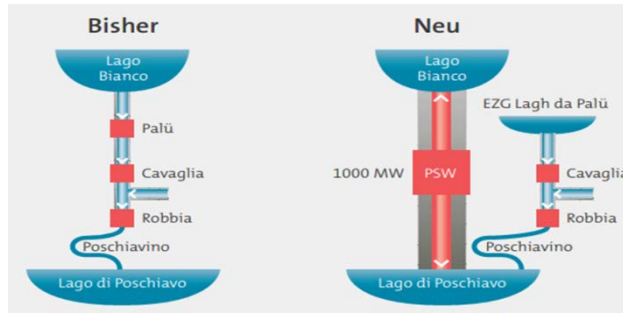 Bisher
Lago
Bianco
Palü
Cavaglia
Robbia
Poschiavino
Lago di Poschiavo
Neu
Lago
Bianco
EZG Lagh da Palü
1000 MW
PSW
Cavaglia
Robbia
Poschiavino
Lago di Poschiavo